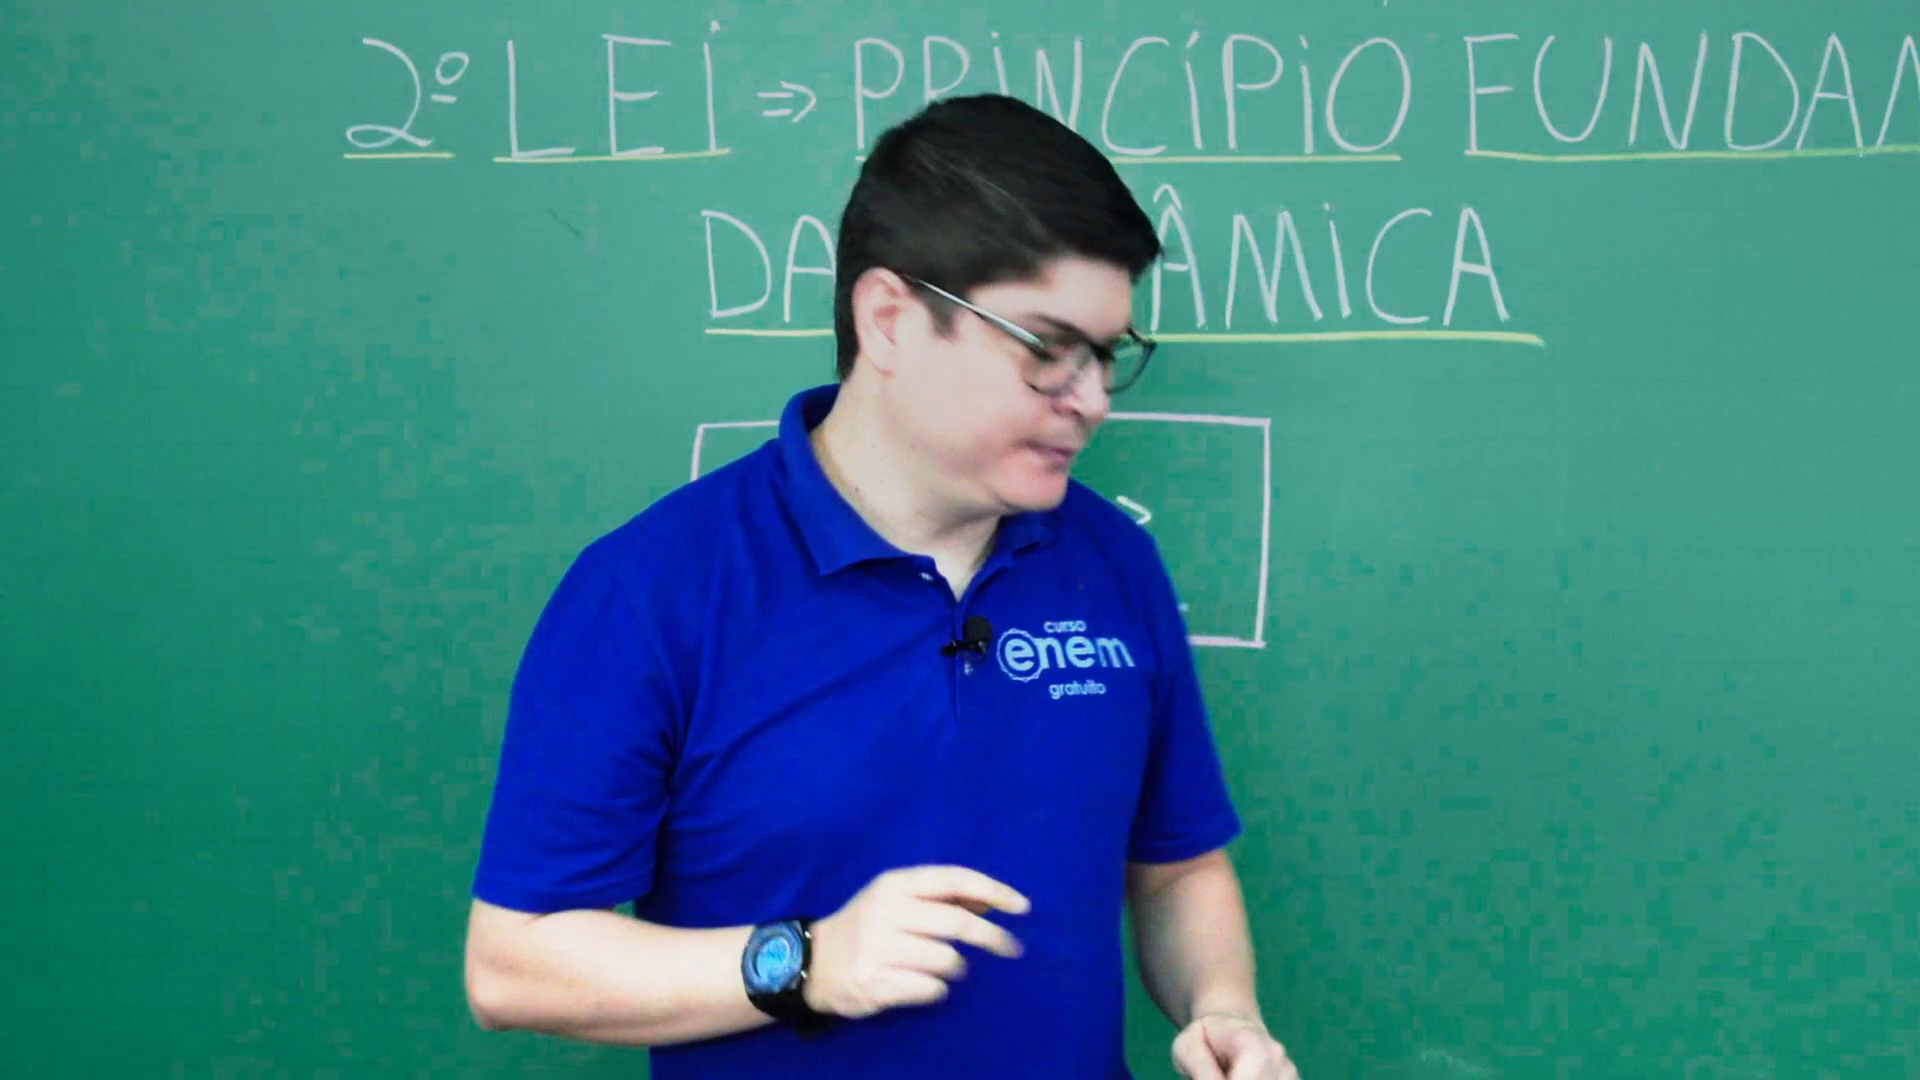 2º LEI ⇒ PRINCÍPIO FUNDAM
DA ÂMICA
curso
enem
gratuito